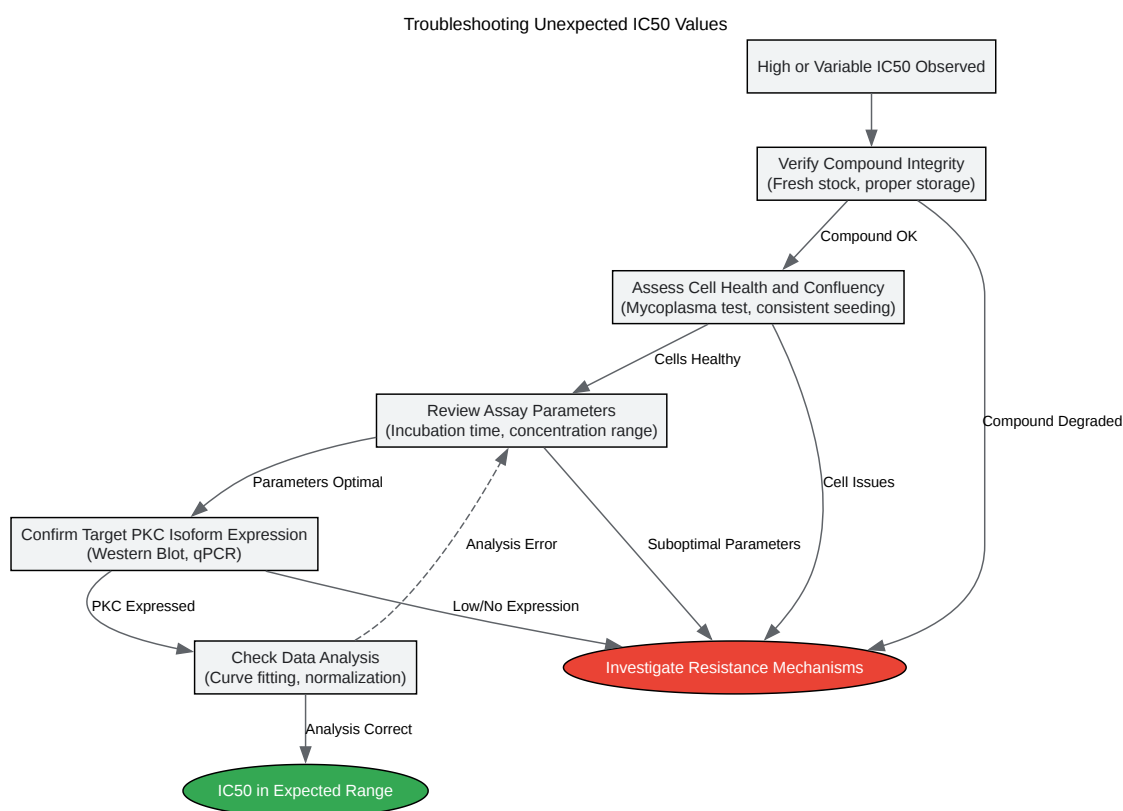 Troubleshooting Unexpected IC50 Values
High or Variable IC50 Observed
Verify Compound Integrity
(Fresh stock, proper storage)
Compound OK
Assess Cell Health and Confluency
(Mycoplasma test, consistent seeding)
Cells Healthy
Review Assay Parameters
(Incubation time, concentration range)
Compound Degraded
Parameters Optimal
Cell Issues
Confirm Target PKC Isoform Expression
(Western Blot, qPCR)
Analysis Error
Suboptimal Parameters
PKC Expressed
Low/No Expression
Check Data Analysis
(Curve fitting, normalization)
Investigate Resistance Mechanisms
Analysis Correct
IC50 in Expected Range